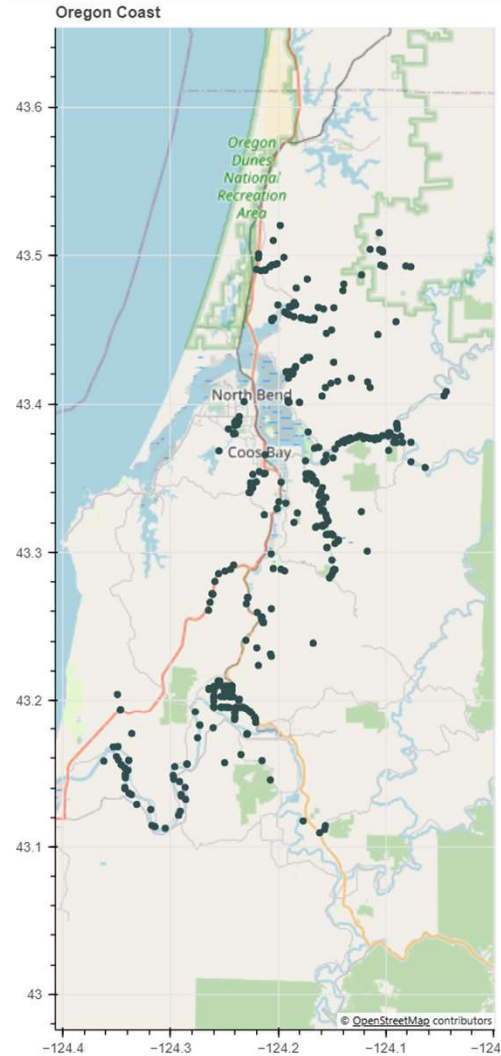 Oregon Coast
43.6
Oregon
Dunes
National
Recreation
Area
43.5
43.4
North Bend
Coos Bay
43.3
43.2
43.1
43
© OpenStreetMap contributors
−124.4 −124.3 −124.2 −124.1 −124